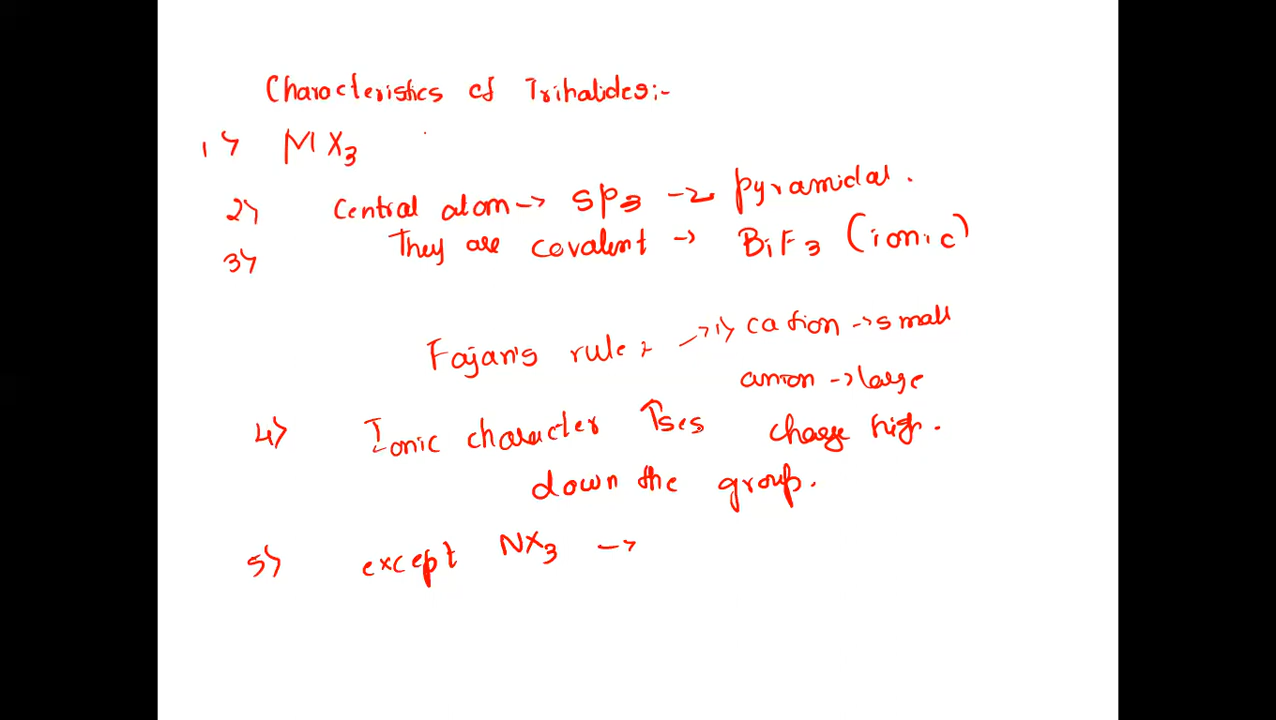 Characteristics of Trihalides:-
1> MX3
2> Central atom -> SP3 -> pyramidal.
3> They are covalent -> BiF3 (ionic)
Fajan's rule: -> 1> cation -> small
anion -> large
4> Ionic character ↑ses charge high.
down the group.
5> except NX3 ->